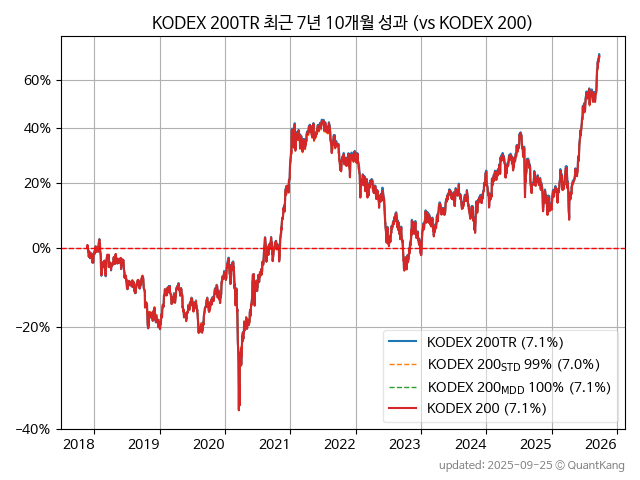 KODEX 200TR 최근 7년 10개월 성과 (vs KODEX 200)
60%
40%
20%
0%
−20%
−40%
KODEX 200TR (7.1%)
KODEX 200STD 99% (7.0%)
KODEX 200MDD 100% (7.1%)
KODEX 200 (7.1%)
2018 2019 2020 2021 2022 2023 2024 2025 2026
updated: 2025-09-25 © QuantKang